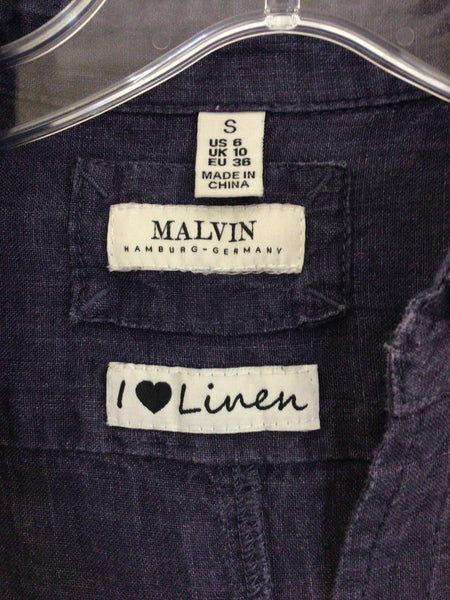 S
US 6
UK 10
EU 36
MADE IN
CHINA
MALVIN
HAMBURG-GERMANY
I ♥ Linen